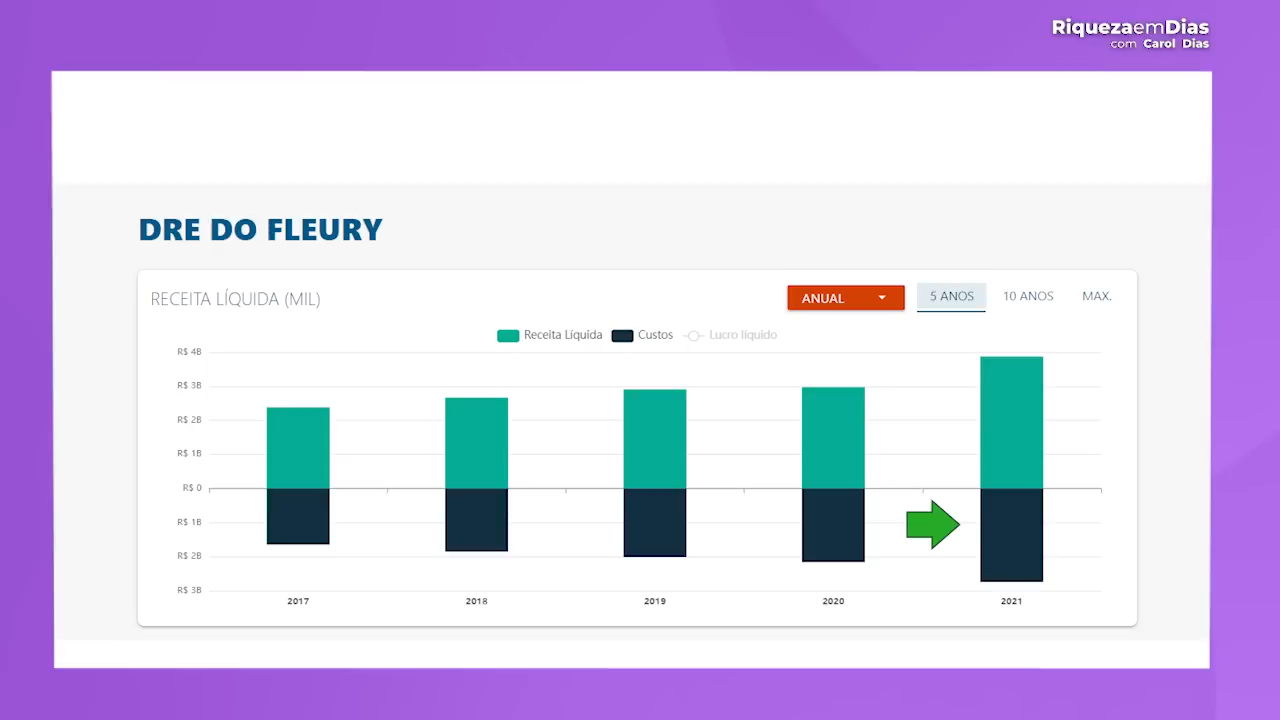 RiquezaemDias
com Carol Dias
DRE DO FLEURY
RECEITA LÍQUIDA (MIL)
ANUAL
5 ANOS
10 ANOS
MAX.
Receita Líquida
Custos
Lucro líquido
R$ 4B
R$ 3B
R$ 2B
R$ 1B
R$ 0
R$ 1B
R$ 2B
R$ 3B
2017
2018
2019
2020
2021